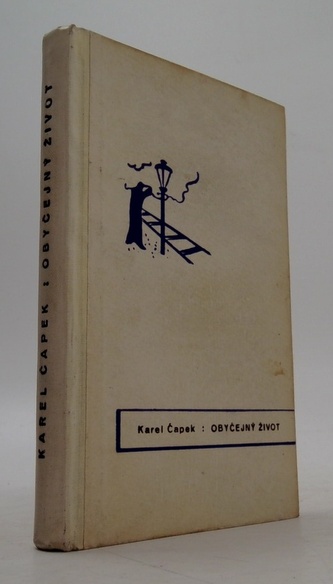 KAREL ČAPEK : OBYČEJNÝ ŽIVOT
Karel Čapek : OBYČEJNÝ ŽIVOT